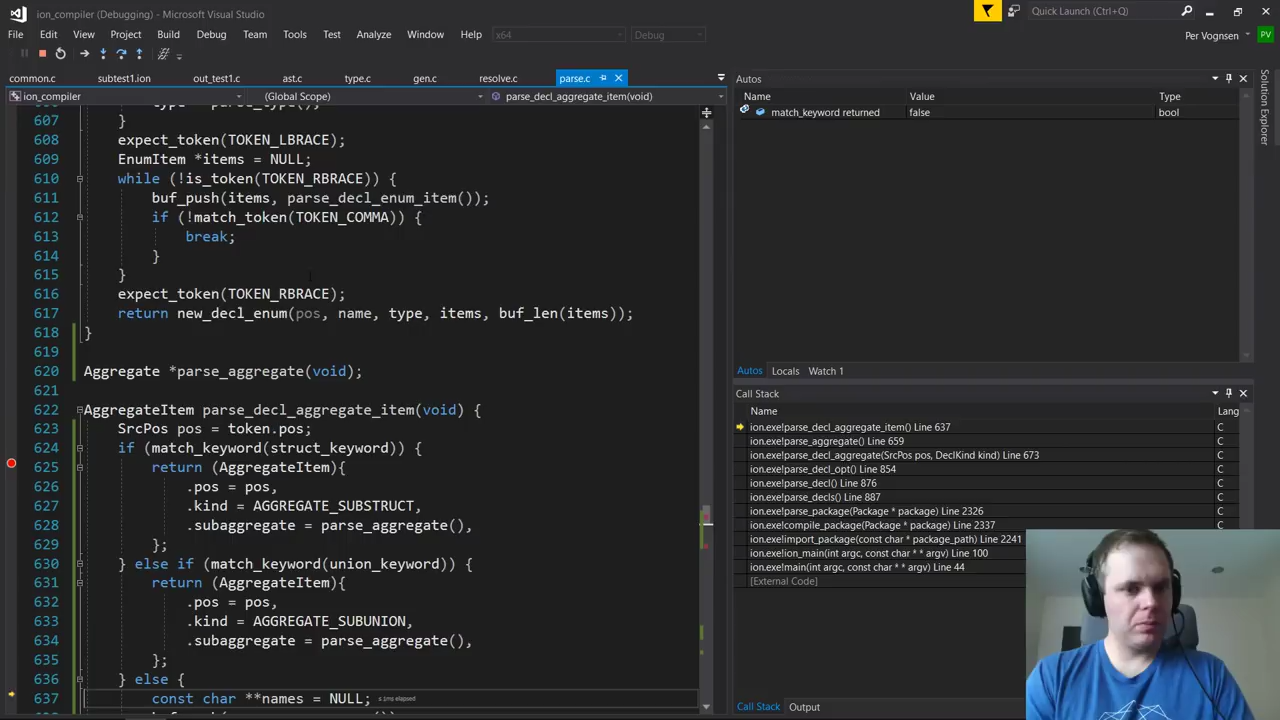 ion_compiler (Debugging) - Microsoft Visual Studio
Quick Launch (Ctrl+Q)
File Edit View Project Build Debug Team Tools Test Analyze Window Help x64 Debug
Per Vognsen PV
common.c subtest1.ion out_test1.c ast.c type.c gen.c resolve.c parse.c
ion_compiler (Global Scope) parse_decl_aggregate_item(void)
607 }
608 expect_token(TOKEN_LBRACE);
609 EnumItem *items = NULL;
610 while (!is_token(TOKEN_RBRACE)) {
611 buf_push(items, parse_decl_enum_item());
612 if (!match_token(TOKEN_COMMA)) {
613 break;
614 }
615 }
616 expect_token(TOKEN_RBRACE);
617 return new_decl_enum(pos, name, type, items, buf_len(items));
618 }
619
620 Aggregate *parse_aggregate(void);
621
622 AggregateItem parse_decl_aggregate_item(void) {
623 SrcPos pos = token.pos;
624 if (match_keyword(struct_keyword)) {
625 return (AggregateItem){
626 .pos = pos,
627 .kind = AGGREGATE_SUBSTRUCT,
628 .subaggregate = parse_aggregate(),
629 };
630 } else if (match_keyword(union_keyword)) {
631 return (AggregateItem){
632 .pos = pos,
633 .kind = AGGREGATE_SUBUNION,
634 .subaggregate = parse_aggregate(),
635 };
636 } else {
637 const char **names = NULL;
Autos
Name Value Type
match_keyword returned false bool
Autos Locals Watch 1
Call Stack
Name Lang
ion.exe!parse_decl_aggregate_item() Line 637 C
ion.exe!parse_aggregate() Line 659 C
ion.exe!parse_decl_aggregate(SrcPos pos, DeclKind kind) Line 673 C
ion.exe!parse_decl_opt() Line 854 C
ion.exe!parse_decl() Line 876 C
ion.exe!parse_decls() Line 887 C
ion.exe!parse_package(Package * package) Line 2326 C
ion.exe!compile_package(Package * package) Line 2337 C
ion.exe!import_package(const char * package_path) Line 2241 C
ion.exe!ion_main(int argc, const char * * argv) Line 100 C
ion.exe!main(int argc, const char * * argv) Line 44 C
[External Code]
Call Stack Output
Solution Explorer